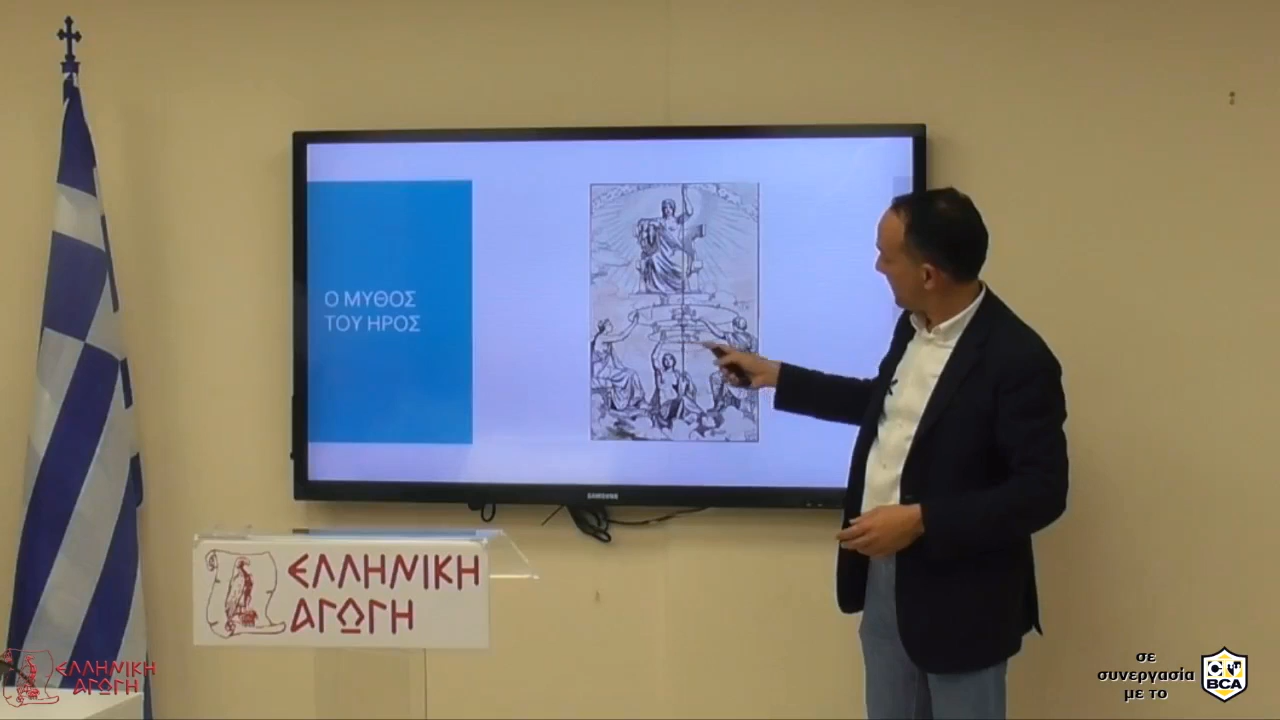 Ο ΜΥΘΟΣ
ΤΟΥ ΗΡΟΣ
SAMSUNG
ΕΛΛΗΝΙΚΗ
ΑΓΩΓΗ
ΕΛΛΗΝΙΚΗ
ΑΓΩΓΗ
σε
συνεργασία
με το
BCA